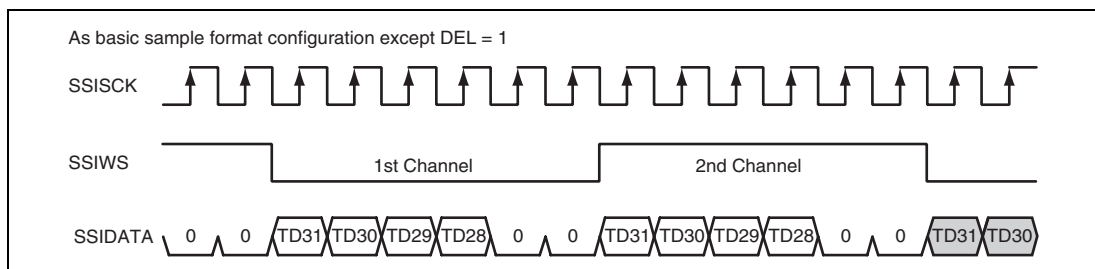 As basic sample format configuration except DEL = 1
SSISCK
SSIWS 1st Channel 2nd Channel
SSIDATA 0 0 TD31 TD30 TD29 TD28 0 0 TD31 TD30 TD29 TD28 0 0 TD31 TD30